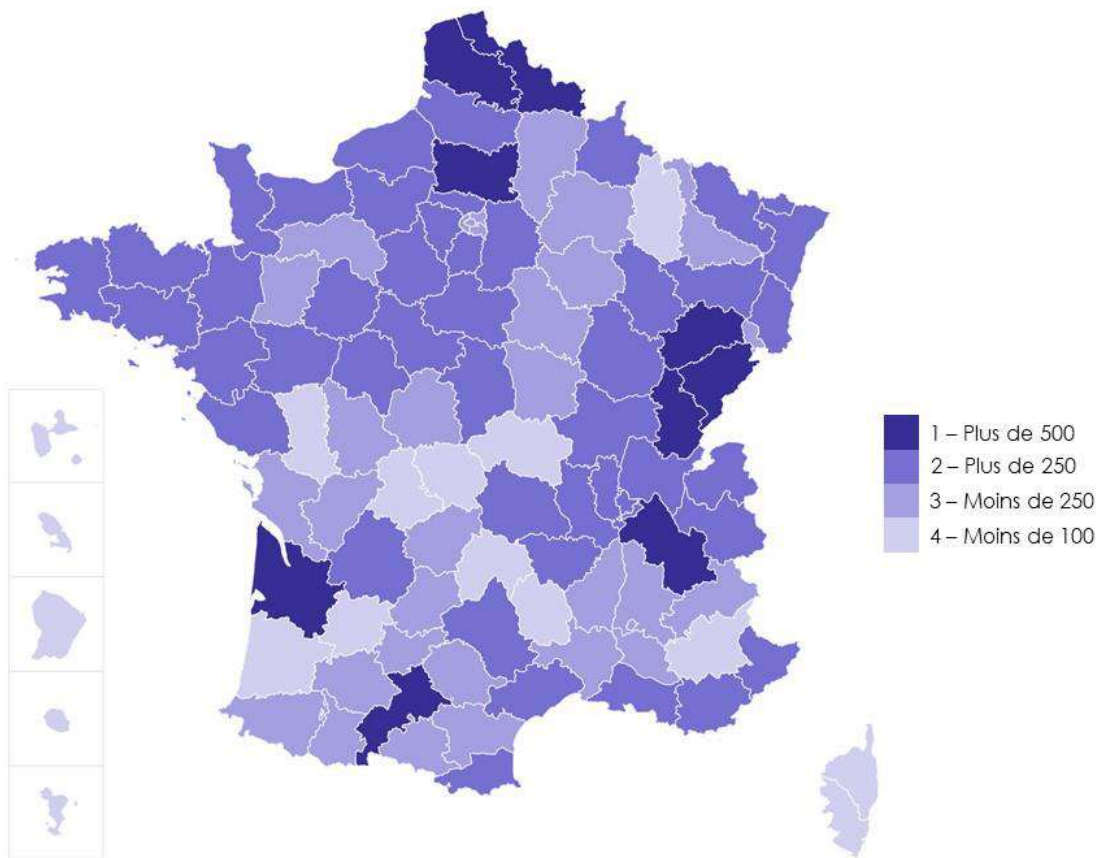 1 – Plus de 500
2 – Plus de 250
3 – Moins de 250
4 – Moins de 100